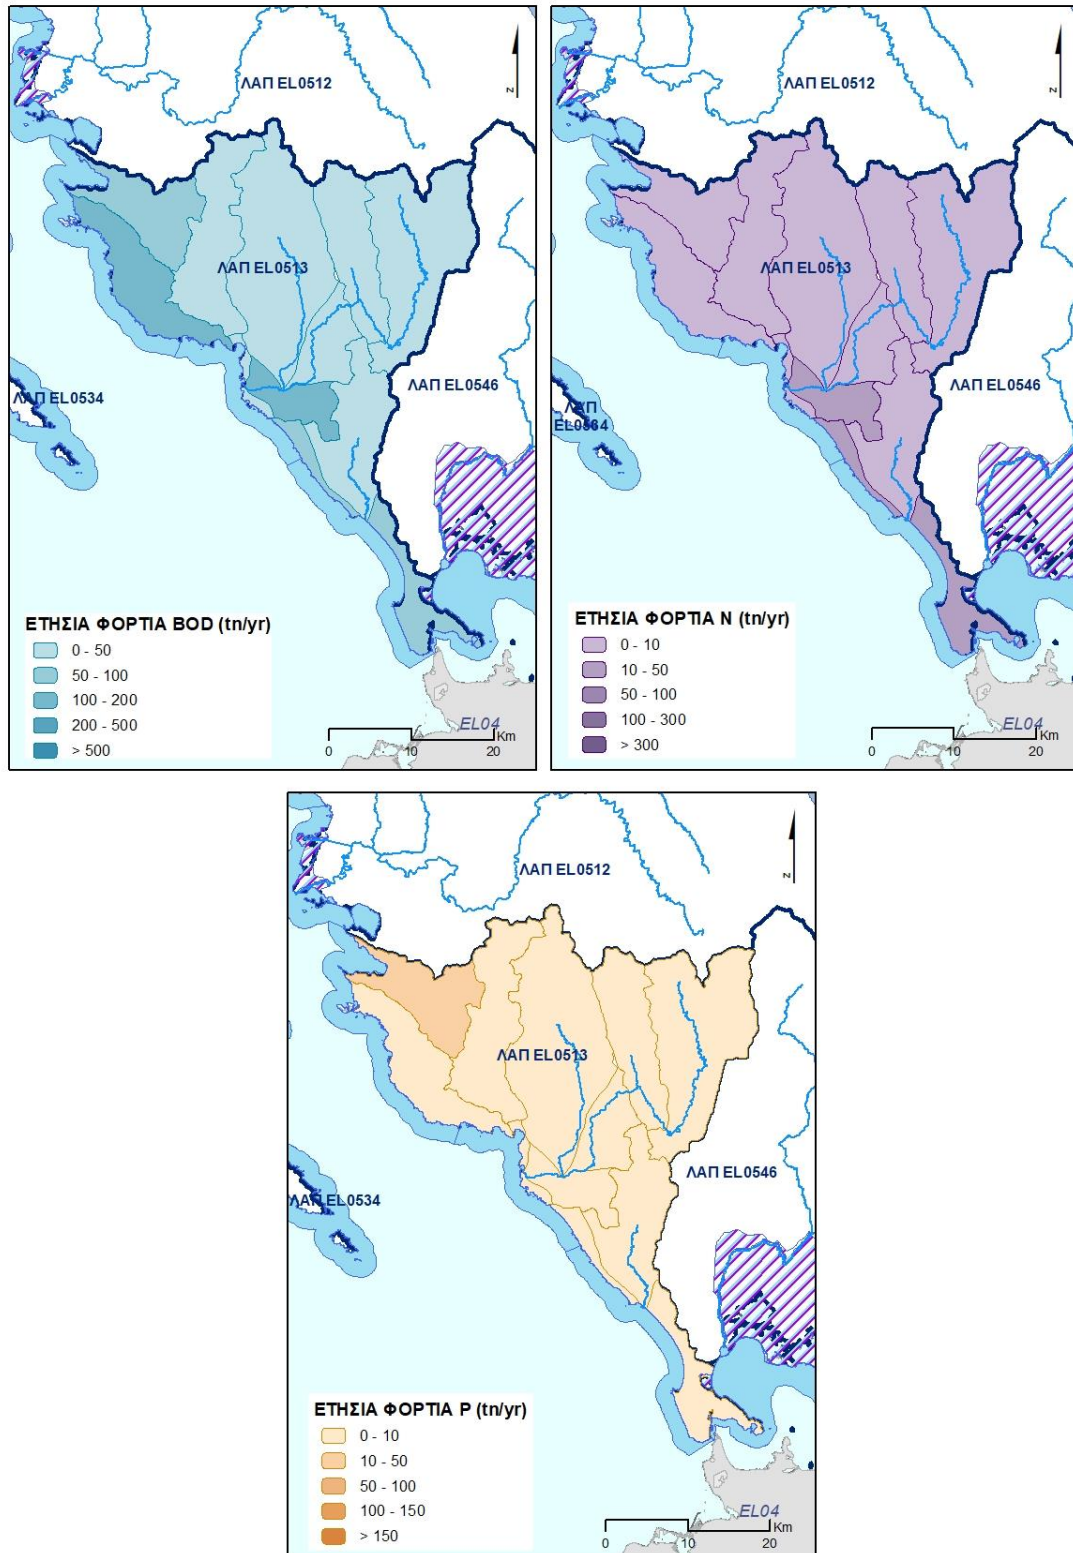 ΛΑΠ EL0512
z
ΛΑΠ EL0513
ΛΑΠ EL0546
ΛΑΠ EL0534
ΕΤΗΣΙΑ ΦΟΡΤΙΑ BOD (tn/yr)
0 - 50
50 - 100
100 - 200
200 - 500
> 500
EL04
Km
0 10 20
ΛΑΠ EL0512
z
ΛΑΠ EL0513
ΛΑΠ EL0546
ΛΑΠ
EL0534
ΕΤΗΣΙΑ ΦΟΡΤΙΑ N (tn/yr)
0 - 10
10 - 50
50 - 100
100 - 300
> 300
EL04
Km
0 10 20
ΛΑΠ EL0512
z
ΛΑΠ EL0513
ΛΑΠ EL0546
ΛΑΠ EL0534
ΕΤΗΣΙΑ ΦΟΡΤΙΑ P (tn/yr)
0 - 10
10 - 50
50 - 100
100 - 150
> 150
EL04
Km
0 10 20